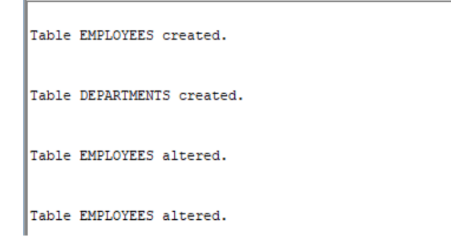 Table EMPLOYEES created.
Table DEPARTMENTS created.
Table EMPLOYEES altered.
Table EMPLOYEES altered.